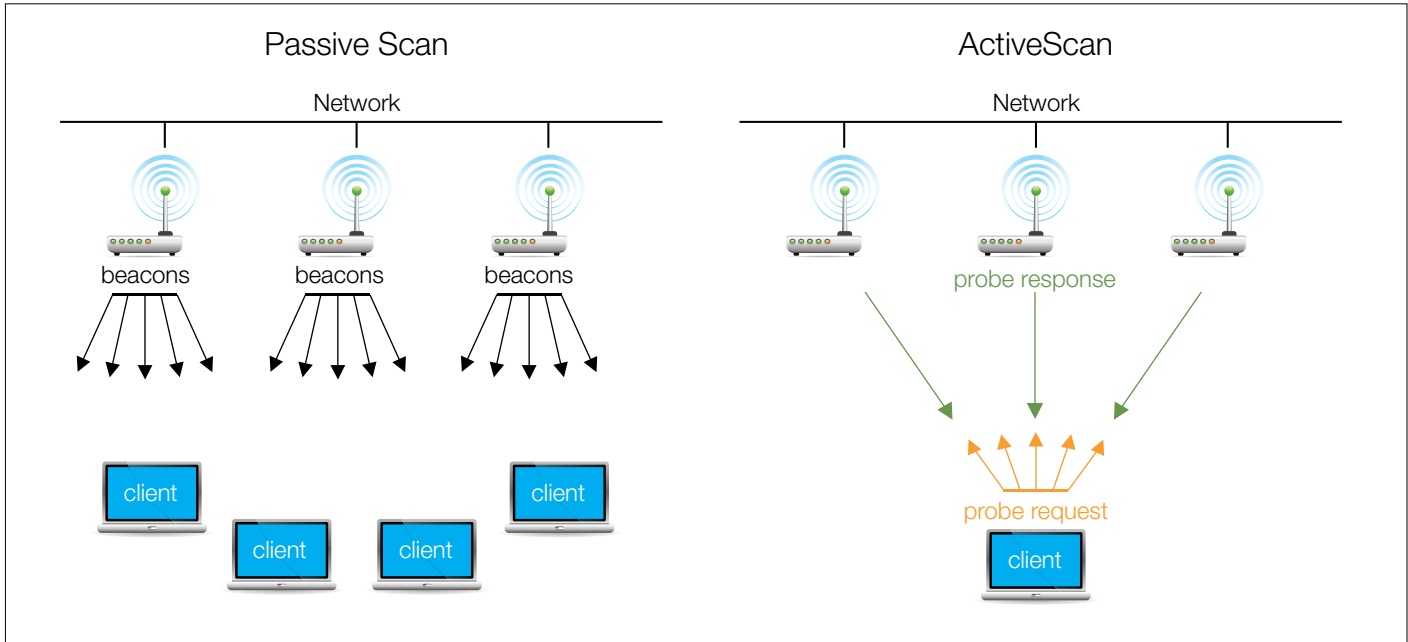 Passive Scan
Network
beacons
beacons
beacons
client
client
client
client
ActiveScan
Network
probe response
probe request
client